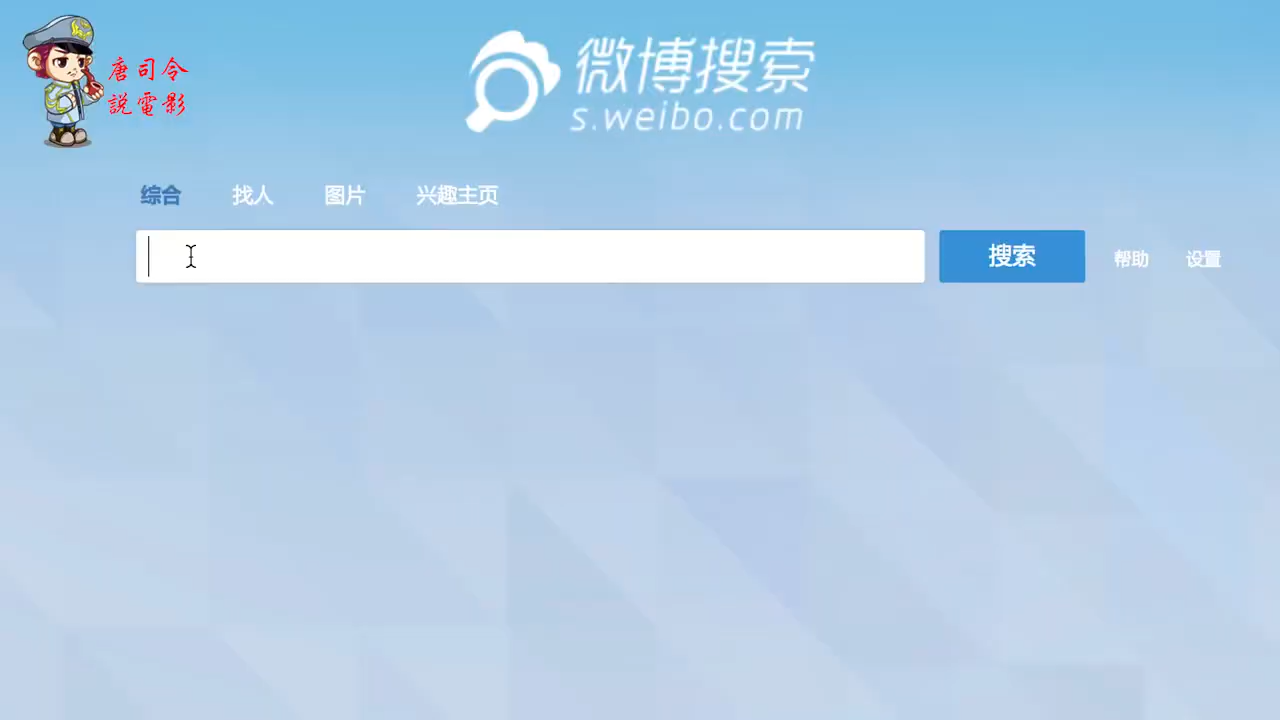 唐司令
説電影
微博搜索
s.weibo.com
综合 找人 图片 兴趣主页
搜索 帮助 设置